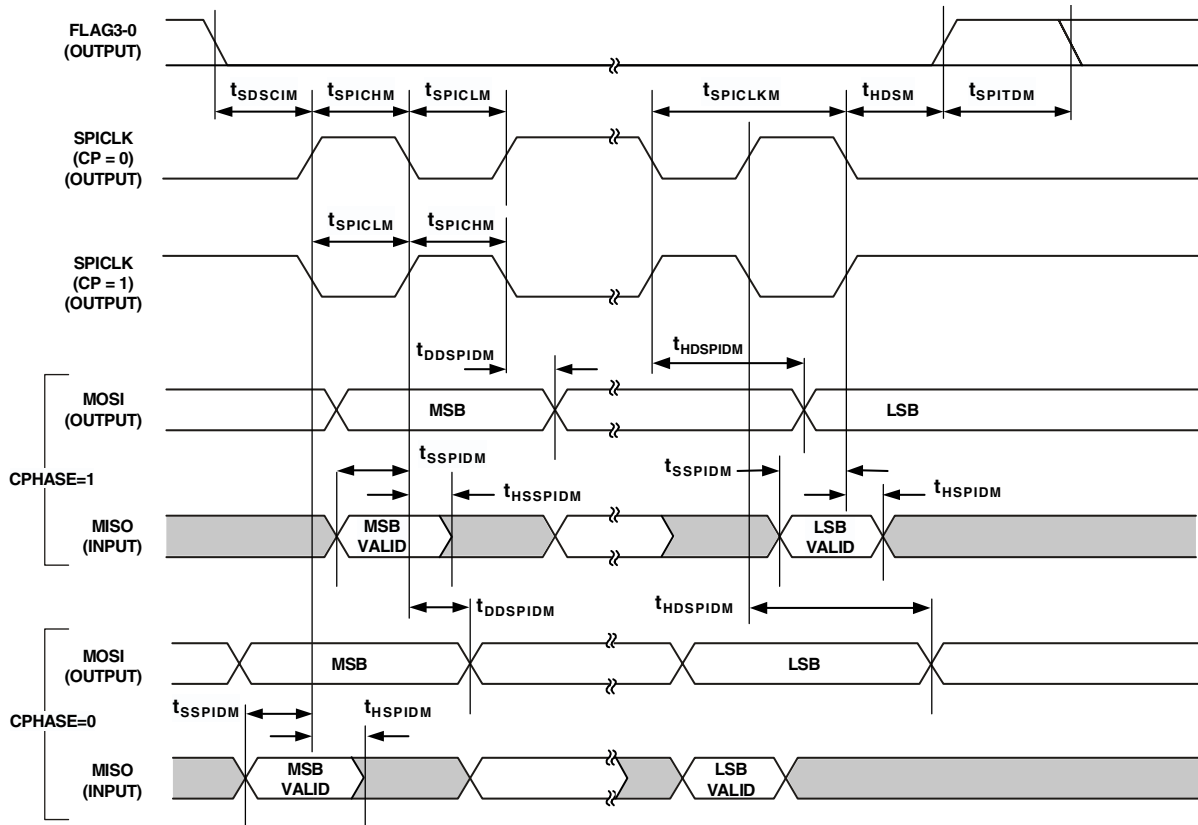 FLAG3-0
(OUTPUT)
tSDSCIM
tSPICHM
tSPICLM
tSPICLKM
tHDSM
tSPITDM
SPICLK
(CP = 0)
(OUTPUT)
tSPICLM
tSPICHM
SPICLK
(CP = 1)
(OUTPUT)
tDDSPIDM
tHDSPIDM
CPHASE=1
MOSI
(OUTPUT)
MSB
LSB
tSSPIDM
tHSSPIDM
tSSPIDM
tHSPIDM
MISO
(INPUT)
MSB
VALID
LSB
VALID
tDDSPIDM
tHDSPIDM
CPHASE=0
MOSI
(OUTPUT)
MSB
LSB
tSSPIDM
tHSPIDM
MISO
(INPUT)
MSB
VALID
LSB
VALID